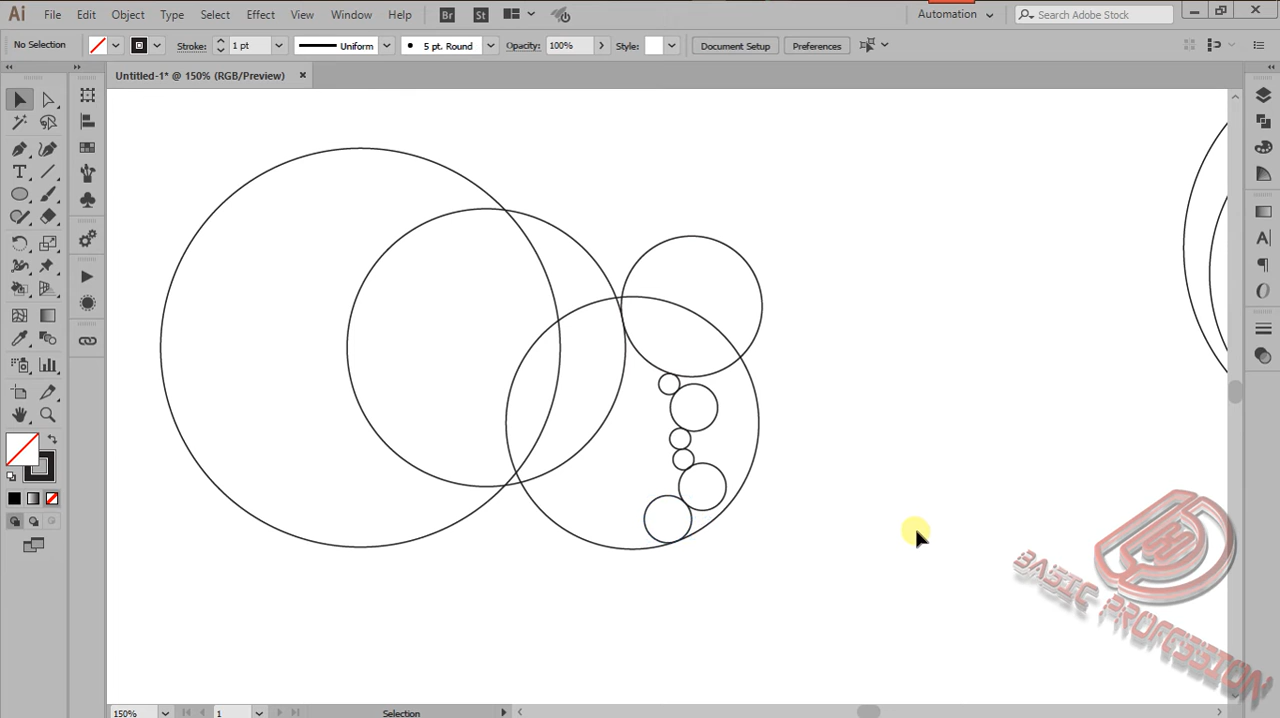 Ai File Edit Object Type Select Effect View Window Help Br St Automation Search Adobe Stock
No Selection Stroke: 1 pt Uniform 5 pt. Round Opacity: 100% Style: Document Setup Preferences
Untitled-1* @ 150% (RGB/Preview)
BASIC PROFESSION
150% 1 Selection